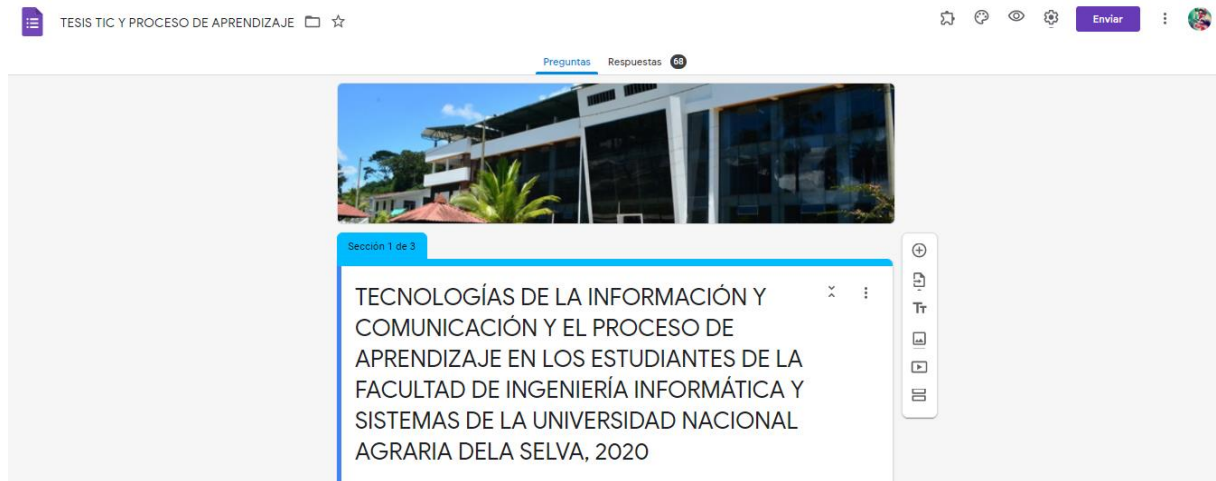 TESIS TIC Y PROCESO DE APRENDIZAJE
Enviar
Preguntas Respuestas 68
Sección 1 de 3
TECNOLOGÍAS DE LA INFORMACIÓN Y
COMUNICACIÓN Y EL PROCESO DE
APRENDIZAJE EN LOS ESTUDIANTES DE LA
FACULTAD DE INGENIERÍA INFORMÁTICA Y
SISTEMAS DE LA UNIVERSIDAD NACIONAL
AGRARIA DELA SELVA, 2020
Tт